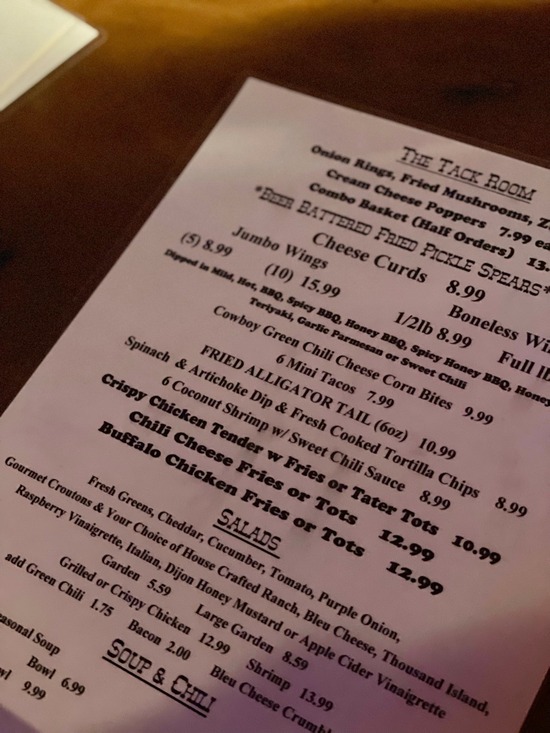 THE TACK ROOM
Onion Rings, Fried Mushrooms,
Cream Cheese Poppers 7.99
Combo Basket (Half Orders)
*BEER BATTERED FRIED PICKLE SPEARS*
Cheese Curds 8.99
Jumbo Wings Boneless
(5) 8.99 (10) 15.99 1/2lb 8.99 Full
Dipped in Mild, Hot, BBQ, Spicy BBQ, Honey BBQ, Spicy Honey BBQ, Honey
Teriyaki, Garlic Parmesan or Sweet Chili
Cowboy Green Chili Cheese Corn Bites 9.99
6 Mini Tacos 7.99
FRIED ALLIGATOR TAIL (6oz) 10.99
Spinach & Artichoke Dip & Fresh Cooked Tortilla Chips 8.99
6 Coconut Shrimp w/ Sweet Chili Sauce 8.99
Crispy Chicken Tender w Fries or Tater Tots 10.99
Chili Cheese Fries or Tots 12.99
Buffalo Chicken Fries or Tots 12.99
SALADS
Fresh Greens, Cheddar, Cucumber, Tomato, Purple Onion,
Gourmet Croutons & Your Choice of House Crafted Ranch, Bleu Cheese, Thousand Island,
Raspberry Vinaigrette, Italian, Dijon Honey Mustard or Apple Cider Vinaigrette
Garden 5.59 Large Garden 8.59
Grilled or Crispy Chicken 12.99 Shrimp 13.99
add Green Chili 1.75 Bacon 2.00 Bleu Cheese
SOUP & CHILI
Soup
Bowl 6.99
9.99